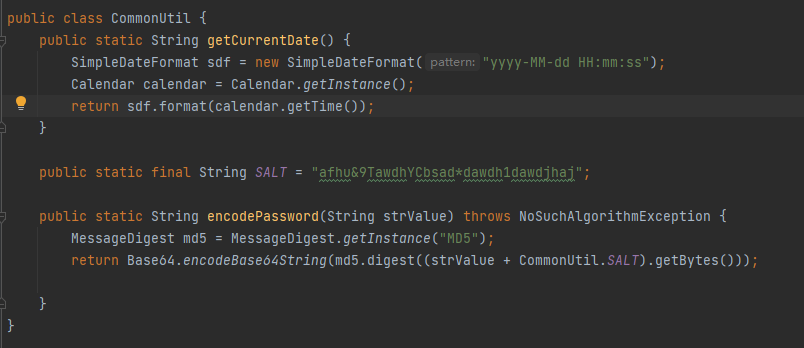 public class CommonUtil {
public static String getCurrentDate() {
SimpleDateFormat sdf = new SimpleDateFormat( pattern: "yyyy-MM-dd HH:mm:ss");
Calendar calendar = Calendar.getInstance();
return sdf.format(calendar.getTime());
}
public static final String SALT = "afhu&9TawdhYCbsad*dawdh1dawdjhaj";
public static String encodePassword(String strValue) throws NoSuchAlgorithmException {
MessageDigest md5 = MessageDigest.getInstance("MD5");
return Base64.encodeBase64String(md5.digest((strValue + CommonUtil.SALT).getBytes()));
}
}